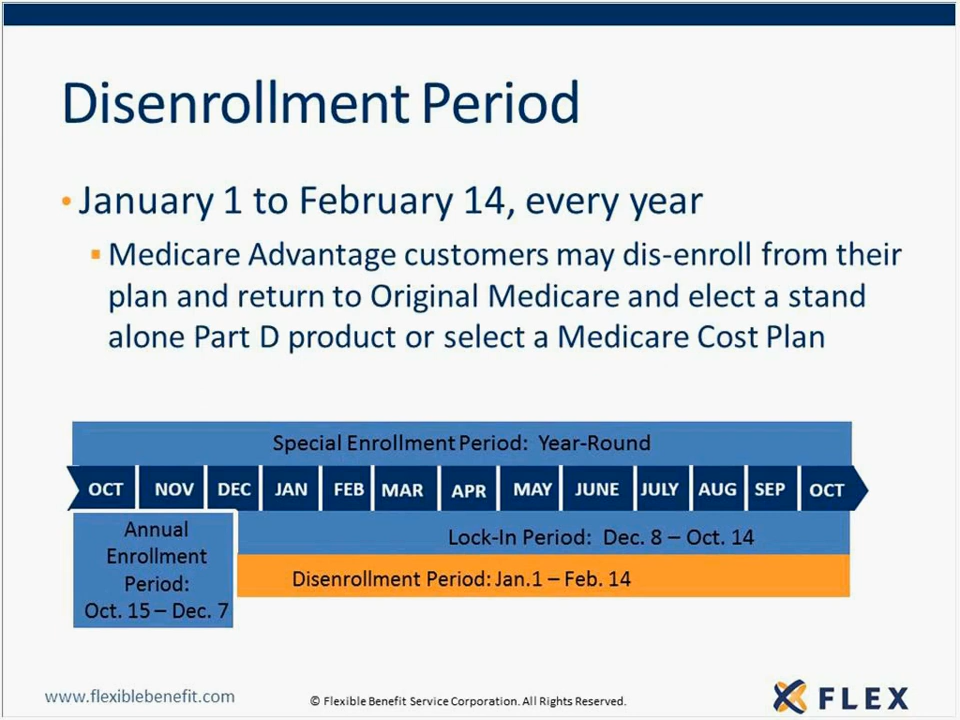 Disenrollment Period
• January 1 to February 14, every year
▪ Medicare Advantage customers may dis-enroll from their
plan and return to Original Medicare and elect a stand
alone Part D product or select a Medicare Cost Plan
Special Enrollment Period: Year-Round
OCT NOV DEC JAN FEB MAR APR MAY JUNE JULY AUG SEP OCT
Annual
Enrollment
Period:
Oct. 15 – Dec. 7
Lock-In Period: Dec. 8 – Oct. 14
Disenrollment Period: Jan.1 – Feb. 14
www.flexiblebenefit.com
© Flexible Benefit Service Corporation. All Rights Reserved.
FLEX